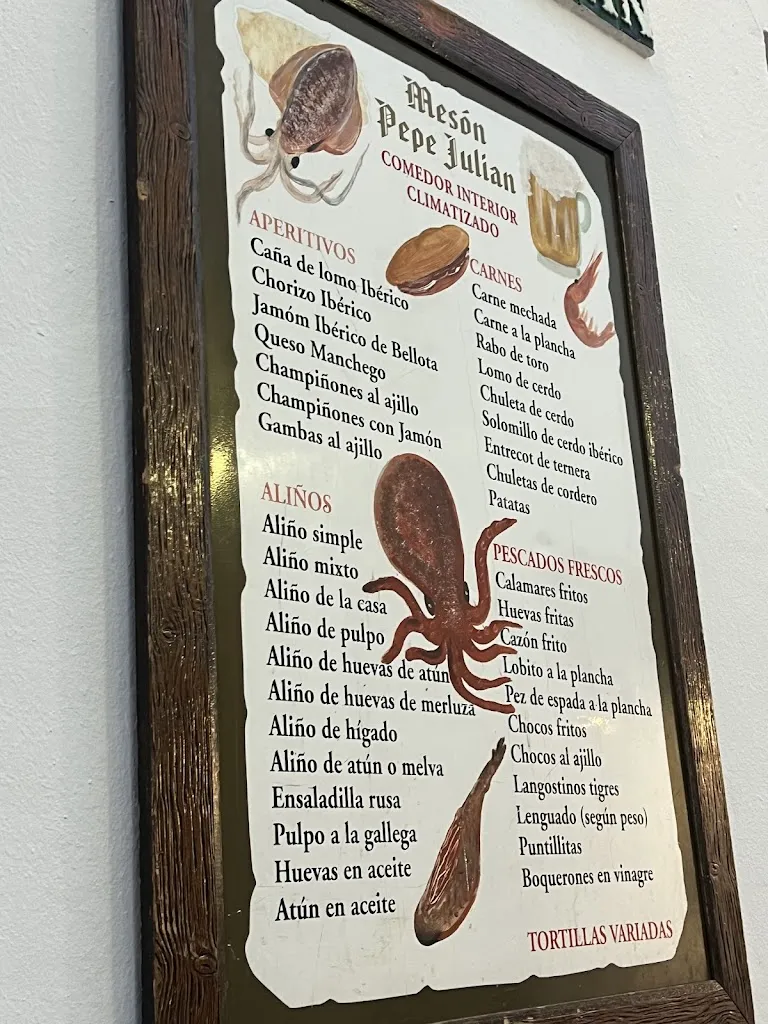 Mesón
Pepe Julían
COMEDOR INTERIOR
CLIMATIZADO
APERITIVOS
Caña de lomo Ibérico
Chorizo Ibérico
Jamóm Ibérico de Bellota
Queso Manchego
Champiñones al ajillo
Champiñones con Jamón
Gambas al ajillo
ALIÑOS
Aliño simple
Aliño mixto
Aliño de la casa
Aliño de pulpo
Aliño de huevas de atún
Aliño de huevas de merluza
Aliño de hígado
Aliño de atún o melva
Ensaladilla rusa
Pulpo a la gallega
Huevas en aceite
Atún en aceite
CARNES
Carne mechada
Carne a la plancha
Rabo de toro
Lomo de cerdo
Chuleta de cerdo
Solomillo de cerdo ibérico
Entrecot de ternera
Chuletas de cordero
Patatas
PESCADOS FRESCOS
Calamares fritos
Huevas fritas
Cazón frito
Lobito a la plancha
Pez de espada a la plancha
Chocos fritos
Chocos al ajillo
Langostinos tigres
Lenguado (según peso)
Puntillitas
Boquerones en vinagre
TORTILLAS VARIADAS